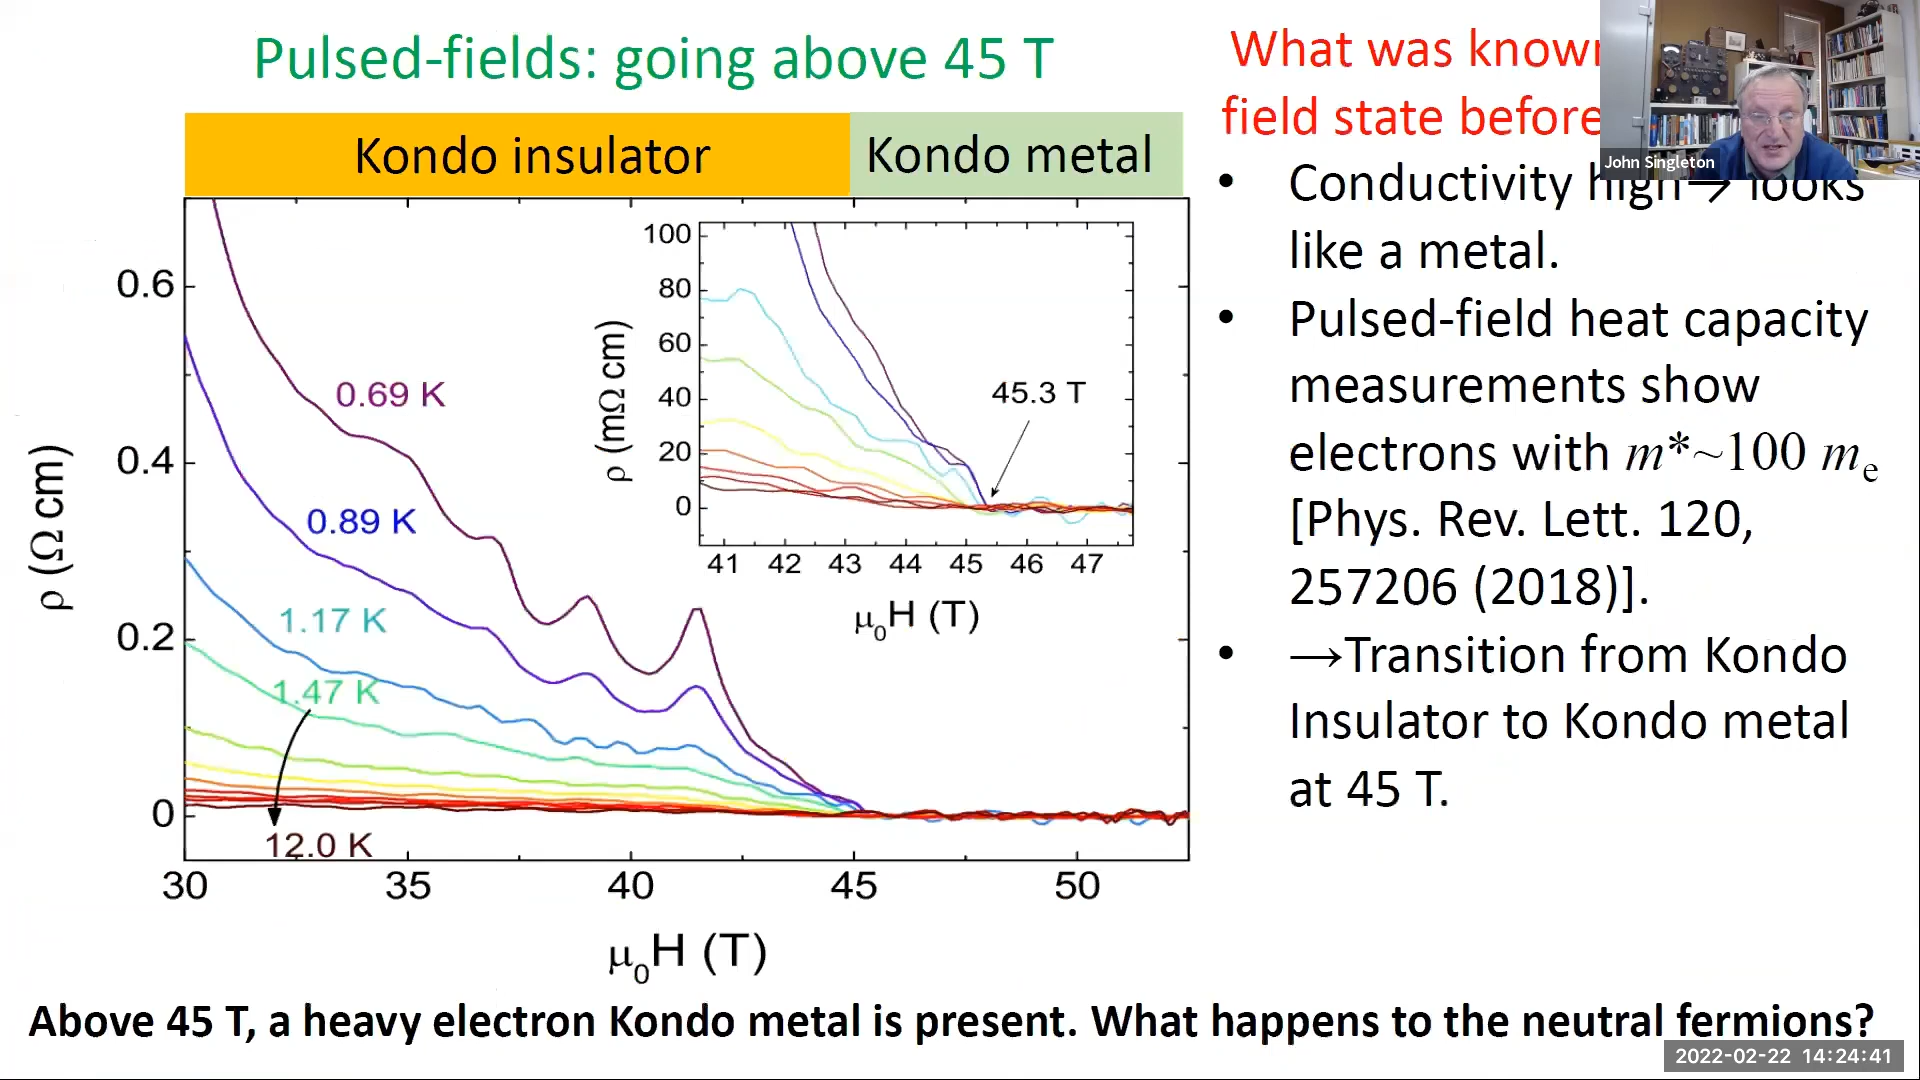 Pulsed-fields: going above 45 T
Kondo insulator
Kondo metal
0.6
0.4
0.2
0
ρ (Ω cm)
0.69 K
0.89 K
1.17 K
1.47 K
12.0 K
30 35 40 45 50
μ₀H (T)
100
80
60
40
20
0
ρ (mΩ cm)
45.3 T
41 42 43 44 45 46 47
μ₀H (T)
What was known
field state before
John Singleton
• Conductivity high→ looks
like a metal.
• Pulsed-field heat capacity
measurements show
electrons with m*~100 mₑ
[Phys. Rev. Lett. 120,
257206 (2018)].
• →Transition from Kondo
Insulator to Kondo metal
at 45 T.
Above 45 T, a heavy electron Kondo metal is present. What happens to the neutral fermions?
2022-02-22 14:24:41